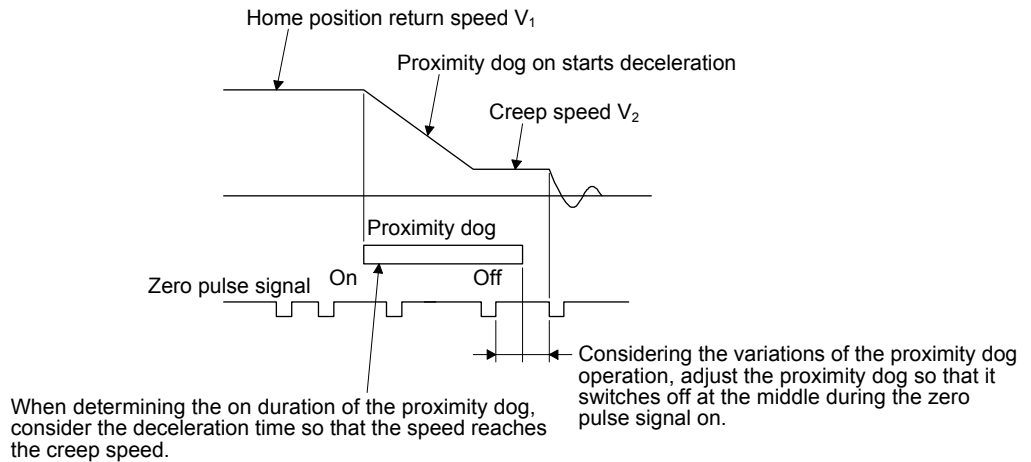 Home position return speed V₁
Proximity dog on starts deceleration
Creep speed V₂
Proximity dog
On
Off
Zero pulse signal
Considering the variations of the proximity dog
operation, adjust the proximity dog so that it
switches off at the middle during the zero
pulse signal on.
When determining the on duration of the proximity dog,
consider the deceleration time so that the speed reaches
the creep speed.